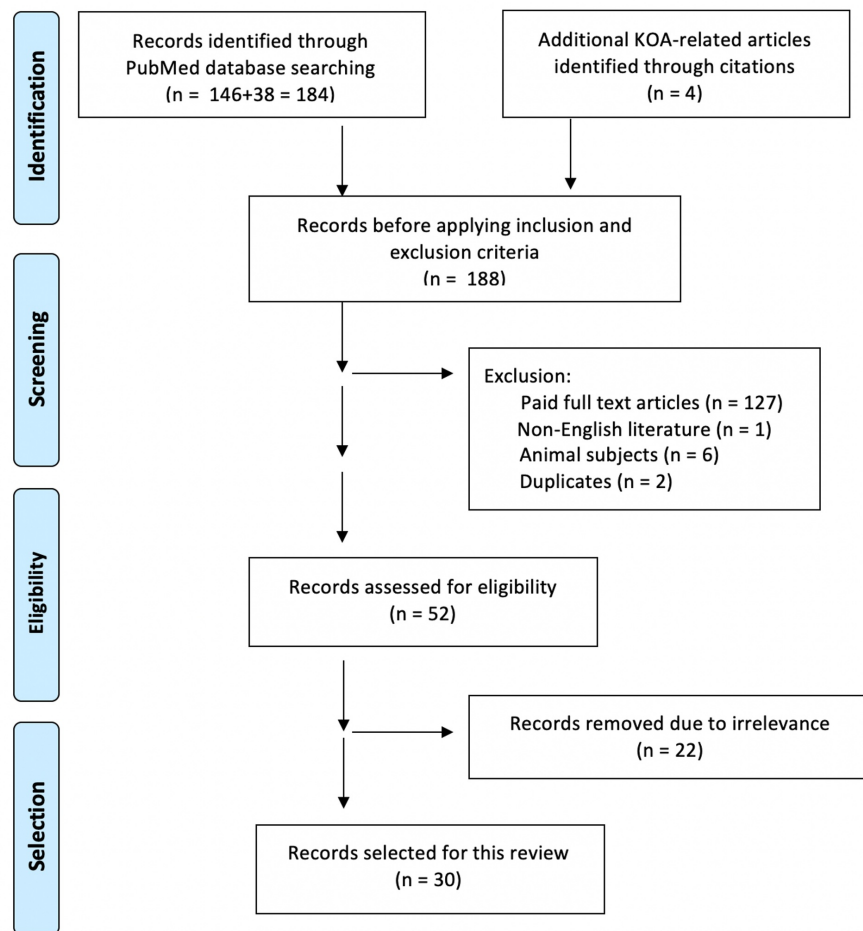 Identification
Records identified through
PubMed database searching
(n =  146+38 = 184)
Additional KOA-related articles
identified through citations
(n = 4)
Records before applying inclusion and
exclusion criteria
(n =  188)
Screening
Exclusion:
Paid full text articles (n = 127)
Non-English literature (n = 1)
Animal subjects (n = 6)
Duplicates (n = 2)
Eligibility
Records assessed for eligibility
(n = 52)
Records removed due to irrelevance
(n = 22)
Selection
Records selected for this review
(n = 30)